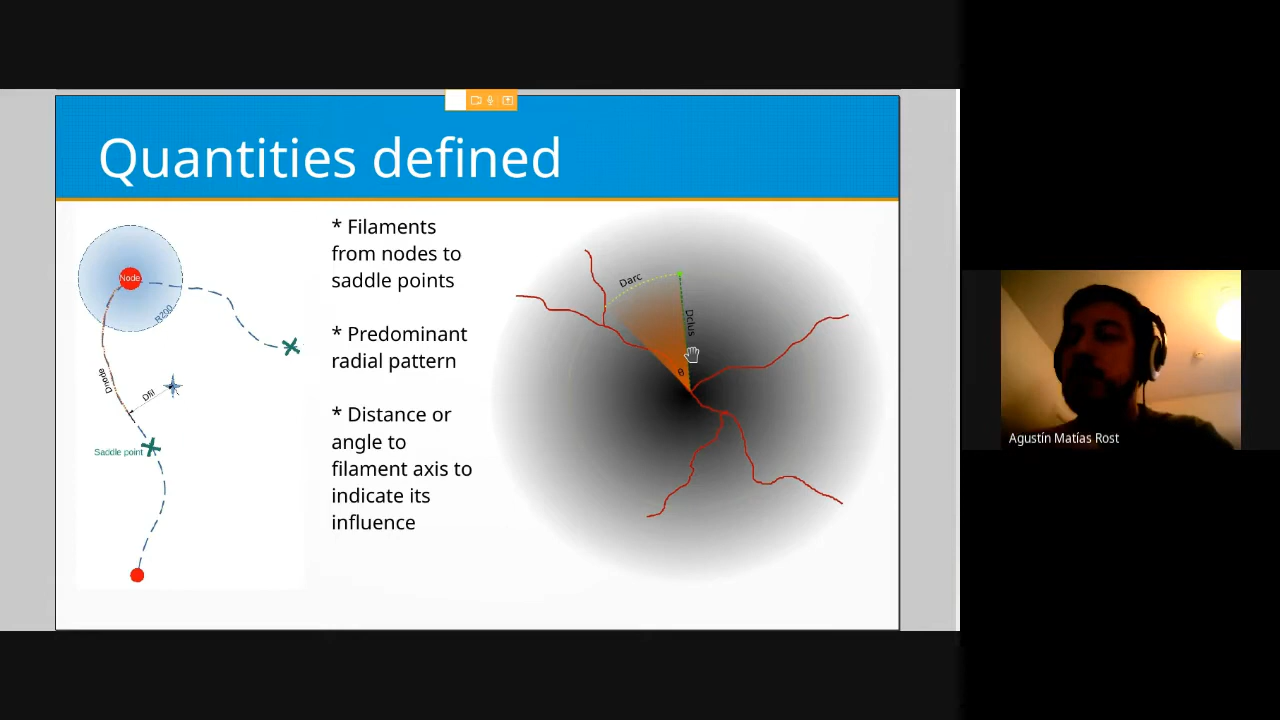 Quantities defined
Node
R200
Dnode
Dfil
Saddle point
* Filaments
from nodes to
saddle points
* Predominant
radial pattern
* Distance or
angle to
filament axis to
indicate its
influence
Darc
Dclus
θ
Agustín Matías Rost